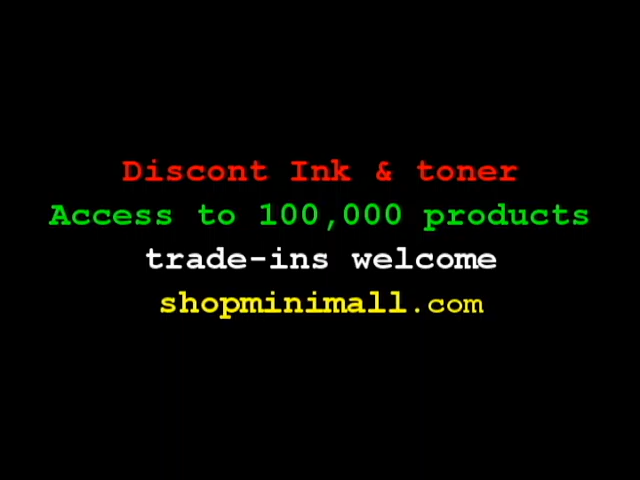 Discont Ink & toner
Access to 100,000 products
trade-ins welcome
shopminimall.com